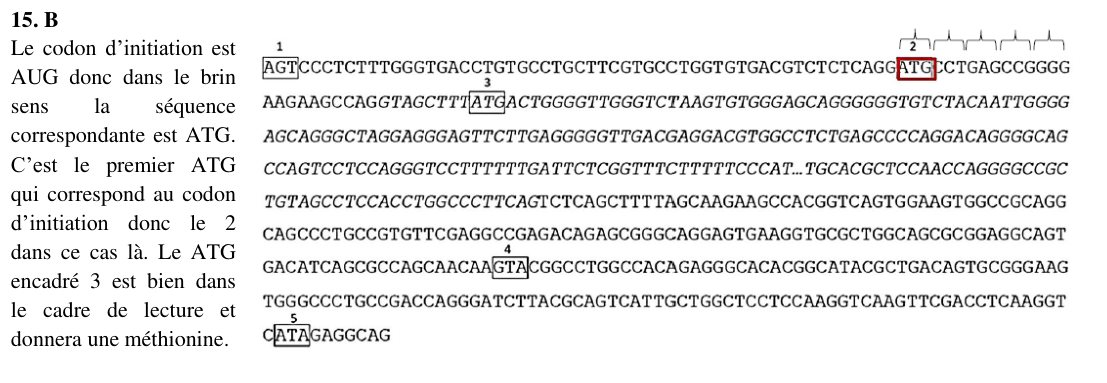 15. B
Le codon d’initiation est
AUG donc dans le brin
sens la séquence
correspondante est ATG.
C’est le premier ATG
qui correspond au codon
d’initiation donc le 2
dans ce cas là. Le ATG
encadré 3 est bien dans
le cadre de lecture et
donnera une méthionine.
1
2
AGTCCCTCTTTGGGTGACCTGTGCCTGCTTCGTGCCTGGTGTGACGTCTCTCAGGATGCCTGAGCCGGGG
3
AAGAAGCCAGGTAGCTTTATGACTGGGGTTGGGTCTAAGTGTGGGAGCAGGGGGGTGTCTACAATTGGGG
AGCAGGGCTAGGAGGGAGTTCTTGAGGGGGTTGACGAGGACGTGGCCTCTGAGCCCCAGGACAGGGGCAG
CCAGTCCTCCAGGGTCCTTTTTTGATTCTCGGTTTCTTTTTCCCAT...TGCACGCTCCAACCAGGGGCCGC
TGTAGCCTCCACCTGGCCCTTCAGTCTCAGCTTTTAGCAAGAAGCCACGGTCAGTGGAAGTGGCCGCAGG
CAGCCCTGCCGTGTTCGAGGCCGAGACAGAGCGGGCAGGAGTGAAGGTGCGCTGGCAGCGCGGAGGCAGT
4
GACATCAGCGCCAGCAACAAGTACGGCCTGGCCACAGAGGGCACACGGCATACGCTGACAGTGCGGGAAG
TGGGCCCTGCCGACCAGGGATCTTACGCAGTCATTGCTGGCTCCTCCAAGGTCAAGTTCGACCTCAAGGT
5
CATAGAGGCAG